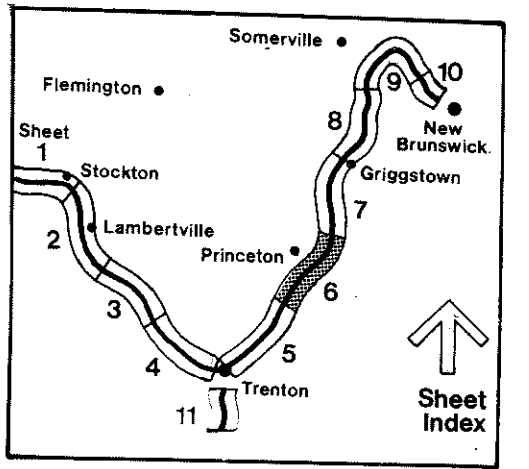 Somerville
10
9
Flemington
8
New
Brunswick.
Sheet
1
Stockton
Griggstown
7
Lambertville
2
Princeton
6
3
5
4
Trenton
11
Sheet
Index